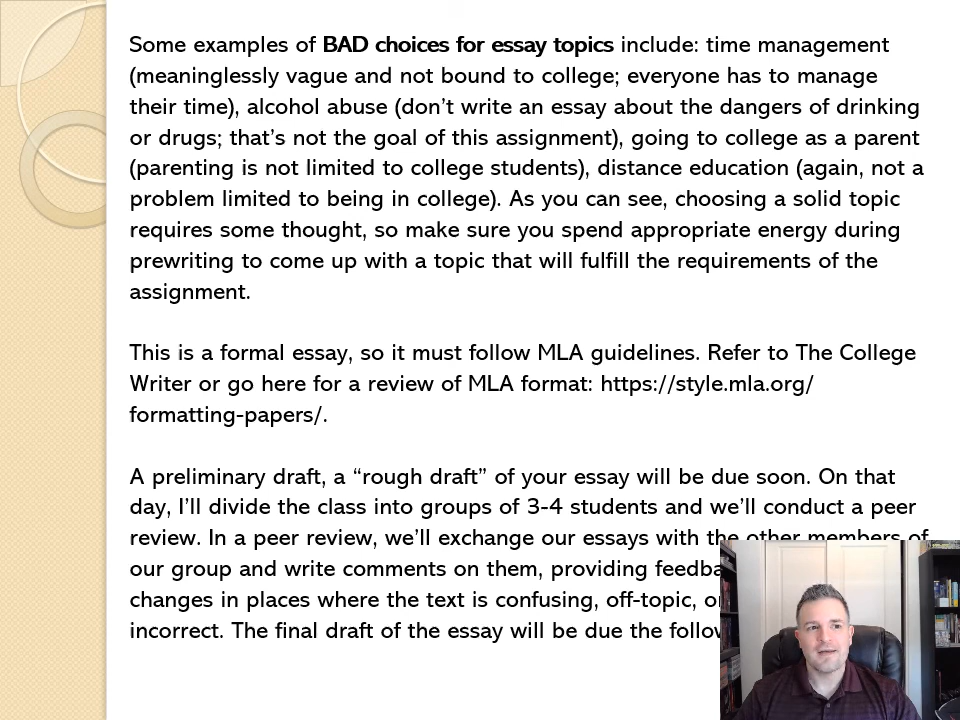 Some examples of BAD choices for essay topics include: time management
(meaninglessly vague and not bound to college; everyone has to manage
their time), alcohol abuse (don’t write an essay about the dangers of drinking
or drugs; that’s not the goal of this assignment), going to college as a parent
(parenting is not limited to college students), distance education (again, not a
problem limited to being in college). As you can see, choosing a solid topic
requires some thought, so make sure you spend appropriate energy during
prewriting to come up with a topic that will fulfill the requirements of the
assignment.
This is a formal essay, so it must follow MLA guidelines. Refer to The College
Writer or go here for a review of MLA format: https://style.mla.org/
formatting-papers/.
A preliminary draft, a “rough draft” of your essay will be due soon. On that
day, I’ll divide the class into groups of 3-4 students and we’ll conduct a peer
review. In a peer review, we’ll exchange our essays with the other members of
our group and write comments on them, providing
changes in places where the text is confusing, off-topic,
incorrect. The final draft of the essay will be due the